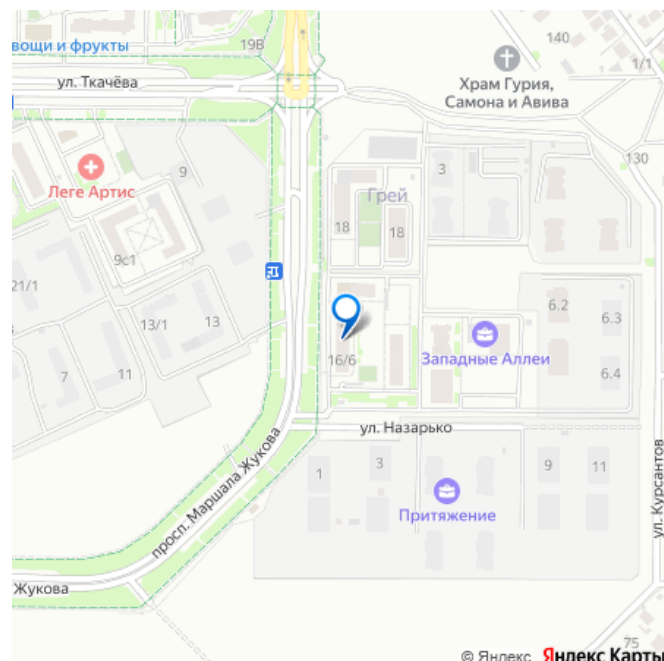 вощи и фрукты
19В
140
ул. Ткачёва
Храм Гурия,
Самона и Авива
1/1
9
Леге Артис
3
130
Грей
18
18
9с1
21/1
13/1
13
6.2
6.3
16/6
Западные Аллеи
7
11
6.4
ул. Назарько
просп. Маршала Жукова
1
3
9
11
Притяжение
ул. Курсантов
Жукова
75
© Яндекс Яндекс Карты